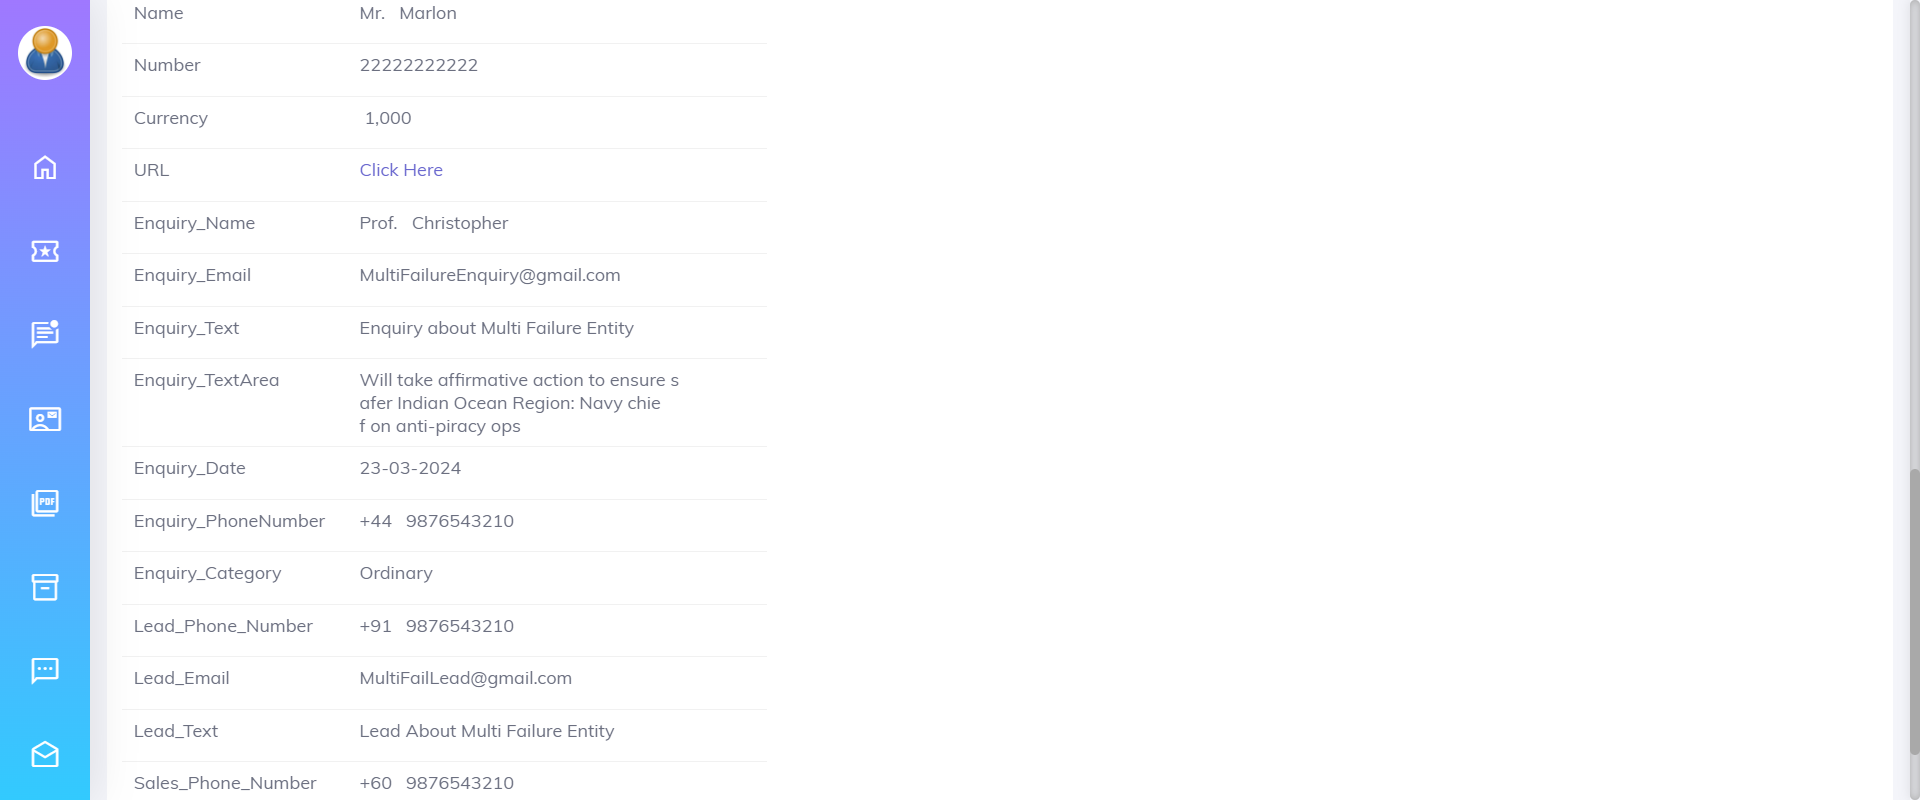 Name Mr. Marlon
Number 22222222222
Currency 1,000
URL Click Here
Enquiry_Name Prof. Christopher
Enquiry_Email MultiFailureEnquiry@gmail.com
Enquiry_Text Enquiry about Multi Failure Entity
Enquiry_TextArea Will take affirmative action to ensure s
afer Indian Ocean Region: Navy chie
f on anti-piracy ops
Enquiry_Date 23-03-2024
Enquiry_PhoneNumber +44 9876543210
Enquiry_Category Ordinary
Lead_Phone_Number +91 9876543210
Lead_Email MultiFailLead@gmail.com
Lead_Text Lead About Multi Failure Entity
Sales_Phone_Number +60 9876543210
PDF